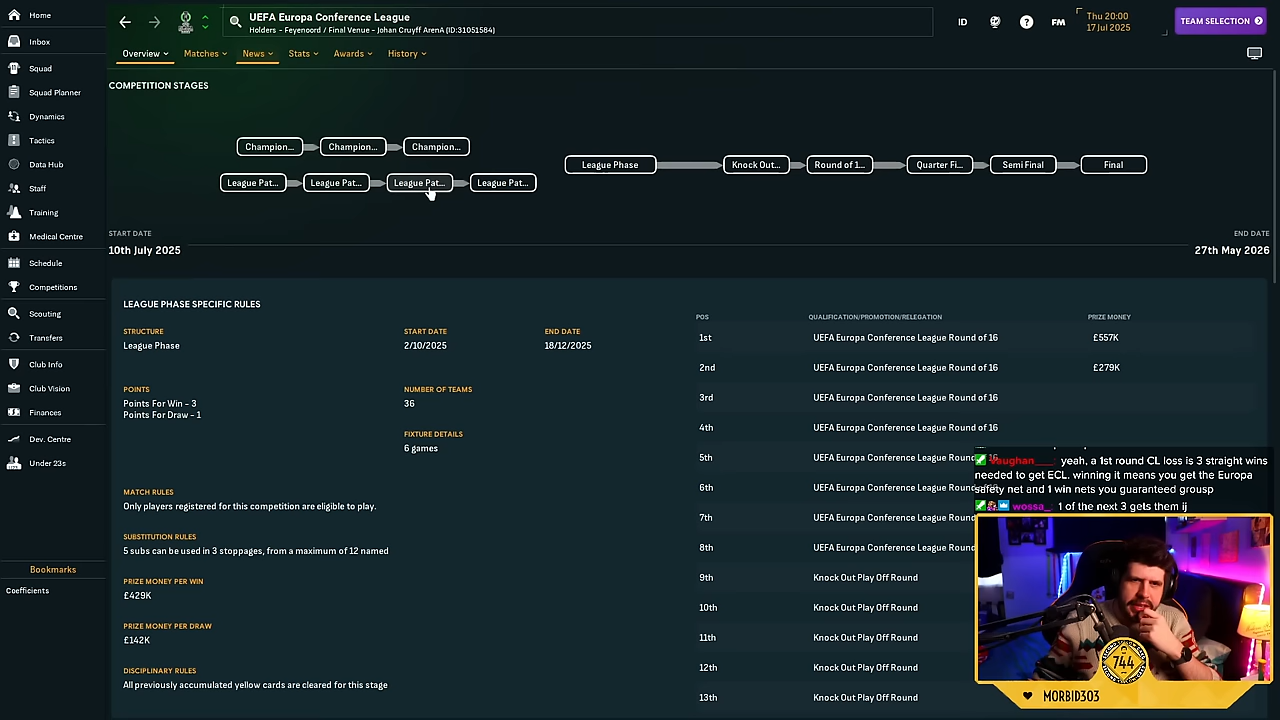 Home
Inbox
Squad
Squad Planner
Dynamics
Tactics
Data Hub
Staff
Training
Medical Centre
Schedule
Competitions
Scouting
Transfers
Club Info
Club Vision
Finances
Dev. Centre
Under 23s
Bookmarks
Coefficients
UEFA Europa Conference League
Holders - Feyenoord / Final Venue - Johan Cruyff ArenA (ID:31051584)
ID
FM
Thu 20:00
17 Jul 2025
TEAM SELECTION
Overview
Matches
News
Stats
Awards
History
COMPETITION STAGES
Champion...
Champion...
Champion...
League Pat...
League Pat...
League Pat...
League Pat...
League Phase
Knock Out...
Round of 1...
Quarter Fi...
Semi Final
Final
START DATE
10th July 2025
END DATE
27th May 2026
LEAGUE PHASE SPECIFIC RULES
STRUCTURE
League Phase
START DATE
2/10/2025
END DATE
18/12/2025
POINTS
Points For Win - 3
Points For Draw - 1
NUMBER OF TEAMS
36
FIXTURE DETAILS
6 games
MATCH RULES
Only players registered for this competition are eligible to play.
SUBSTITUTION RULES
5 subs can be used in 3 stoppages, from a maximum of 12 named
PRIZE MONEY PER WIN
£429K
PRIZE MONEY PER DRAW
£142K
DISCIPLINARY RULES
All previously accumulated yellow cards are cleared for this stage
POS QUALIFICATION/PROMOTION/RELEGATION PRIZE MONEY
1st UEFA Europa Conference League Round of 16 £557K
2nd UEFA Europa Conference League Round of 16 £279K
3rd UEFA Europa Conference League Round of 16
4th UEFA Europa Conference League Round of 16
5th UEFA Europa Conference League Round of 16
6th UEFA Europa Conference League Round
7th UEFA Europa Conference League Round
8th UEFA Europa Conference League Round
9th Knock Out Play Off Round
10th Knock Out Play Off Round
11th Knock Out Play Off Round
12th Knock Out Play Off Round
13th Knock Out Play Off Round
yeah, a 1st round CL loss is 3 straight wins
needed to get ECL. winning it means you get the Europa
safety net and 1 win nets you guaranteed groupsp
wossa_: 1 of the next 3 gets them ij
744
MORBID303